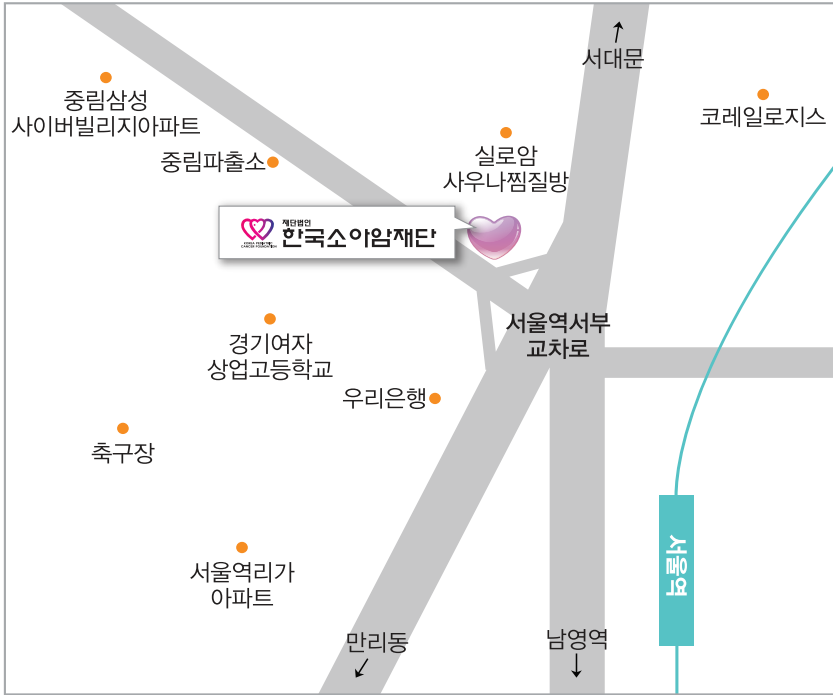 서대문
중림삼성
사이버빌리지아파트
코레일로지스
중림파출소
실로암
사우나찜질방
재단법인
한국소아암재단
KOREA PEDIATRIC
CANCER FOUNDATION
서울역서부
교차로
경기여자
상업고등학교
우리은행
축구장
서울역
서울역리가
아파트
만리동
남영역